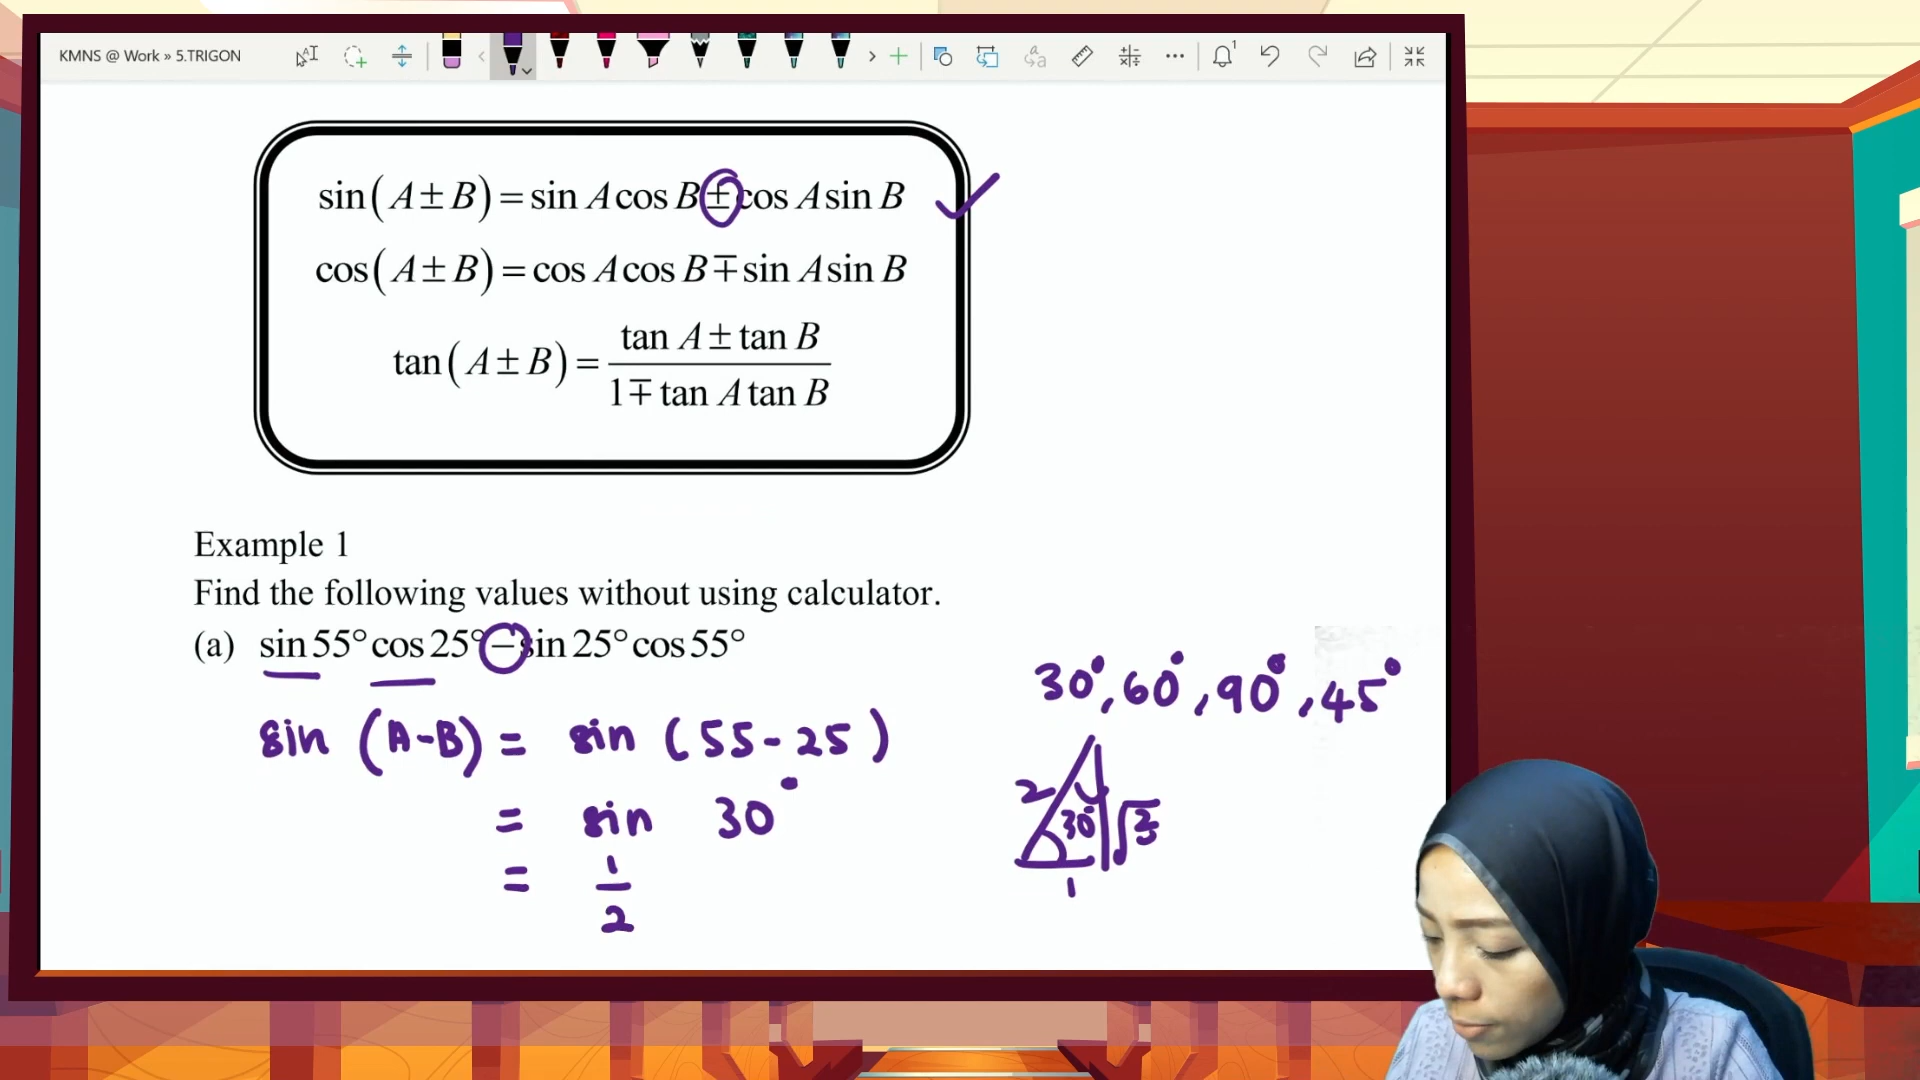 KMNS @ Work » 5.TRIGON
sin(A±B)=sin A cos B±cos A sin B
cos(A±B)=cos A cos B∓sin A sin B
tan(A±B)=
tan A±tan B
1∓tan A tan B
Example 1
Find the following values without using calculator.
(a) sin 55° cos 25° − sin 25° cos 55°
30°, 60°, 90°, 45°
sin (A-B) = sin (55-25)
= sin 30°
= 1/2
2
30°
1